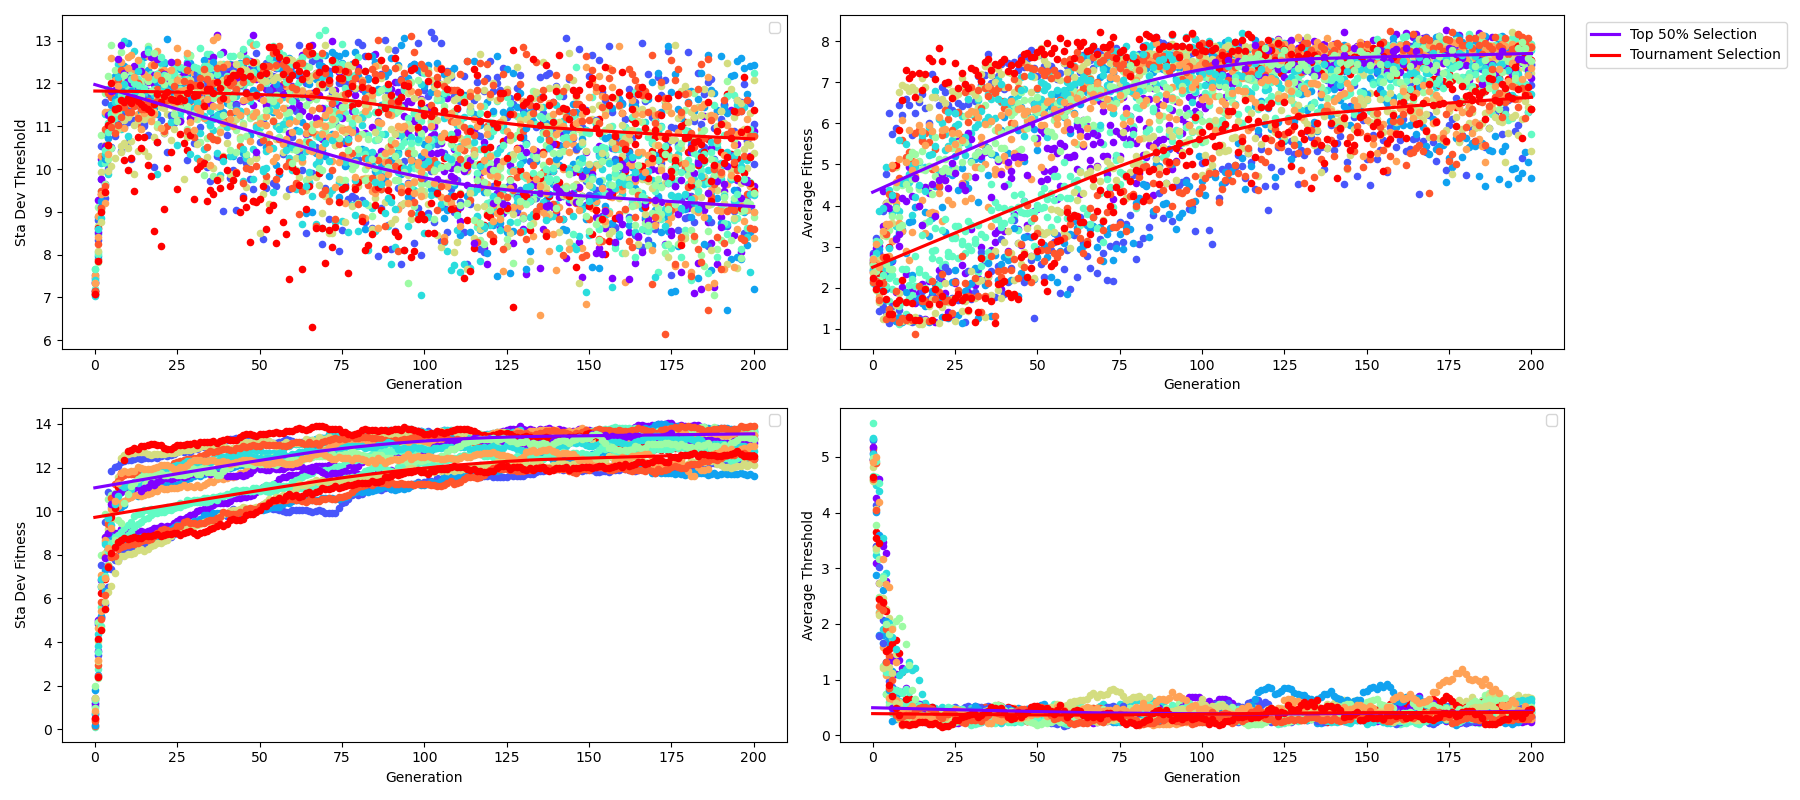 13
12
11
10
9
8
7
6
Sta Dev Threshold
0 25 50 75 100 125 150 175 200
Generation
8
7
6
5
4
3
2
1
Average Fitness
0 25 50 75 100 125 150 175 200
Generation
Top 50% Selection
Tournament Selection
14
12
10
8
6
4
2
0
Sta Dev Fitness
0 25 50 75 100 125 150 175 200
Generation
5
4
3
2
1
0
Average Threshold
0 25 50 75 100 125 150 175 200
Generation